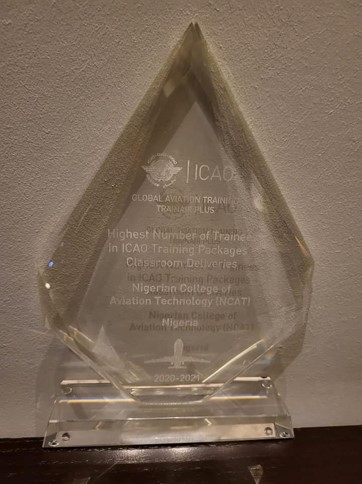 ICAO
GLOBAL AVIATION TRAINING
TRAINAIR PLUS
Highest Number of Trainees
in ICAO Training Packages
Classroom Deliveries
Nigerian College of
Aviation Technology (NCAT)
Nigeria
2020-2021